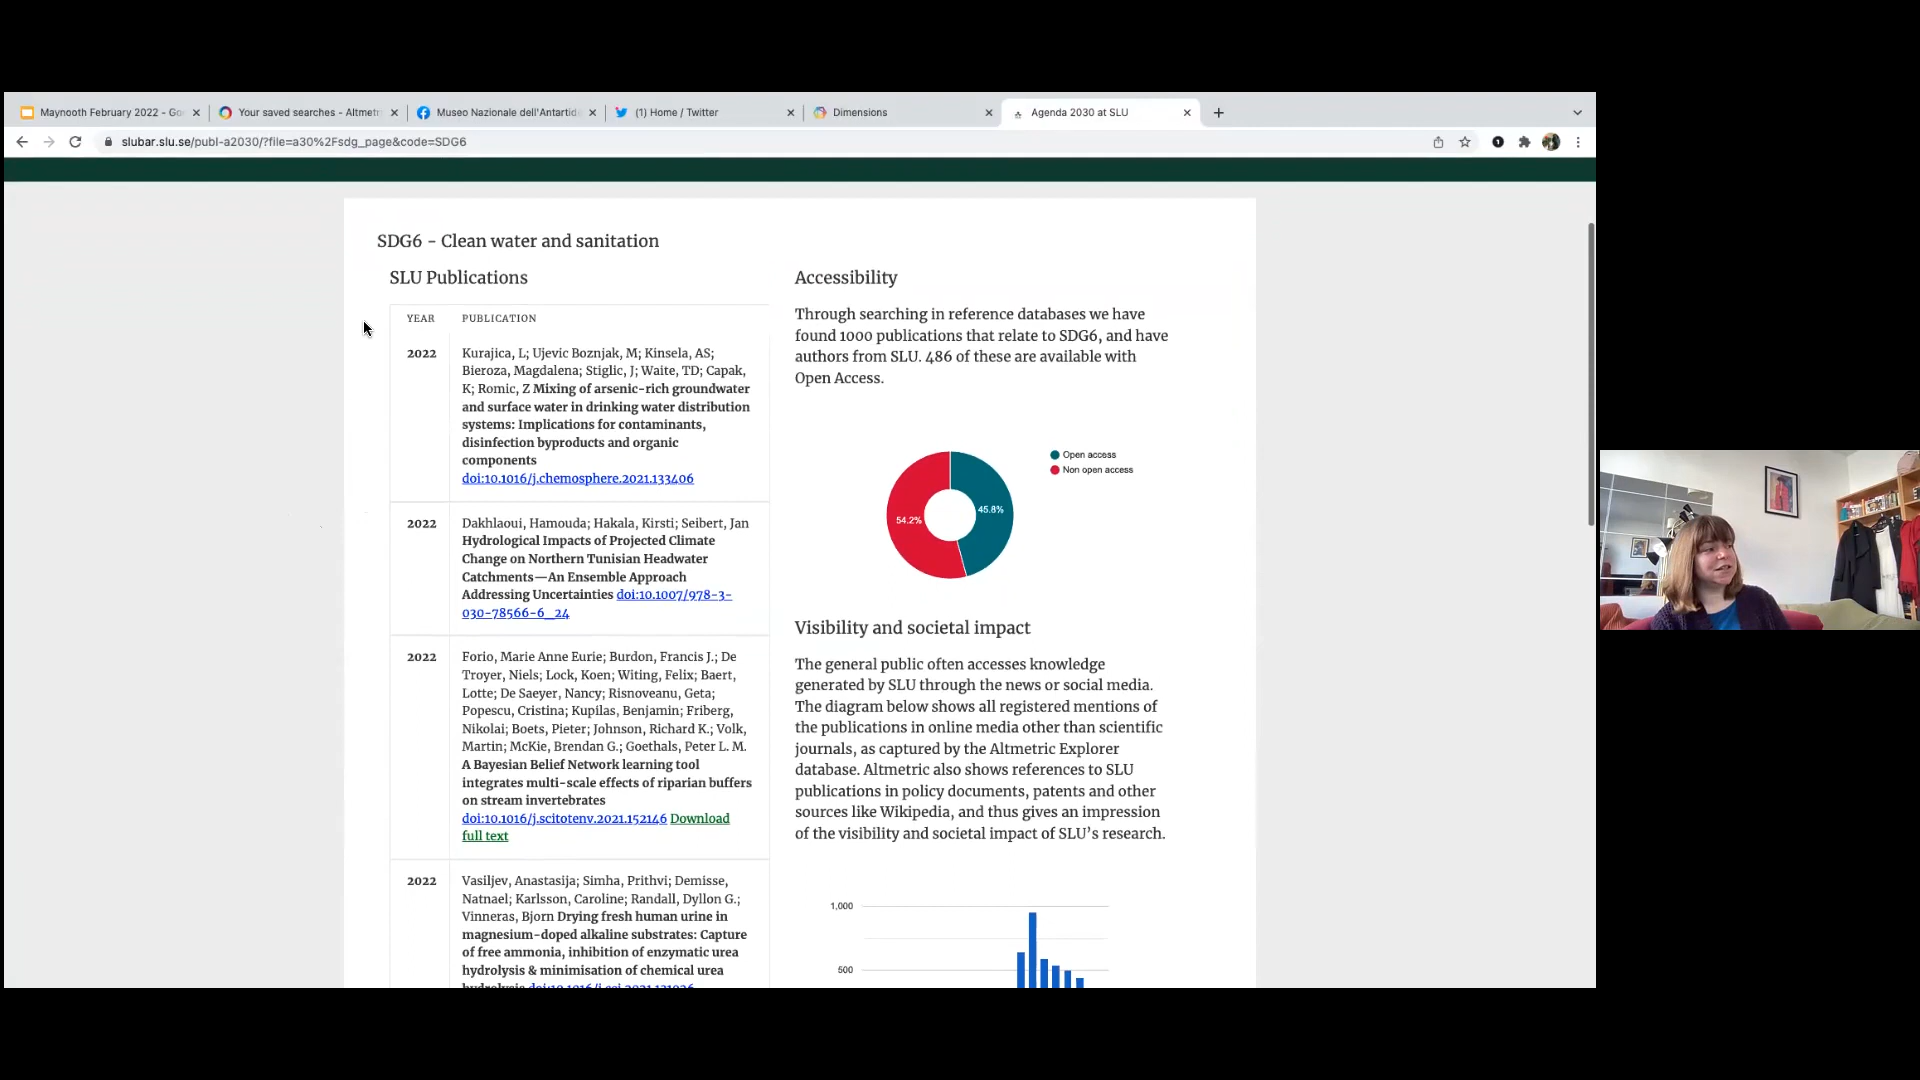 Maynooth February 2022 - Go
Your saved searches - Altmetri
Museo Nazionale dell'Antartide
(1) Home / Twitter
Dimensions
Agenda 2030 at SLU
slubar.slu.se/publ-a2030/?file=a30%2Fsdg_page&code=SDG6
SDG6 - Clean water and sanitation
SLU Publications
YEAR PUBLICATION
2022 Kurajica, L; Ujevic Boznjak, M; Kinsela, AS;
Bieroza, Magdalena; Stiglic, J; Waite, TD; Capak,
K; Romic, Z Mixing of arsenic-rich groundwater
and surface water in drinking water distribution
systems: Implications for contaminants,
disinfection byproducts and organic
components
doi:10.1016/j.chemosphere.2021.133406
2022 Dakhlaoui, Hamouda; Hakala, Kirsti; Seibert, Jan
Hydrological Impacts of Projected Climate
Change on Northern Tunisian Headwater
Catchments—An Ensemble Approach
Addressing Uncertainties doi:10.1007/978-3-
030-78566-6_24
2022 Forio, Marie Anne Eurie; Burdon, Francis J.; De
Troyer, Niels; Lock, Koen; Witing, Felix; Baert,
Lotte; De Saeyer, Nancy; Risnoveanu, Geta;
Popescu, Cristina; Kupilas, Benjamin; Friberg,
Nikolai; Boets, Pieter; Johnson, Richard K.; Volk,
Martin; McKie, Brendan G.; Goethals, Peter L. M.
A Bayesian Belief Network learning tool
integrates multi-scale effects of riparian buffers
on stream invertebrates
doi:10.1016/j.scitotenv.2021.152146 Download
full text
2022 Vasiljev, Anastasija; Simha, Prithvi; Demisse,
Natnael; Karlsson, Caroline; Randall, Dyllon G.;
Vinneras, Bjorn Drying fresh human urine in
magnesium-doped alkaline substrates: Capture
of free ammonia, inhibition of enzymatic urea
hydrolysis & minimisation of chemical urea
Accessibility
Through searching in reference databases we have
found 1000 publications that relate to SDG6, and have
authors from SLU. 486 of these are available with
Open Access.
Open access
Non open access
54.2%
45.8%
Visibility and societal impact
The general public often accesses knowledge
generated by SLU through the news or social media.
The diagram below shows all registered mentions of
the publications in online media other than scientific
journals, as captured by the Altmetric Explorer
database. Altmetric also shows references to SLU
publications in policy documents, patents and other
sources like Wikipedia, and thus gives an impression
of the visibility and societal impact of SLU's research.
1,000
500